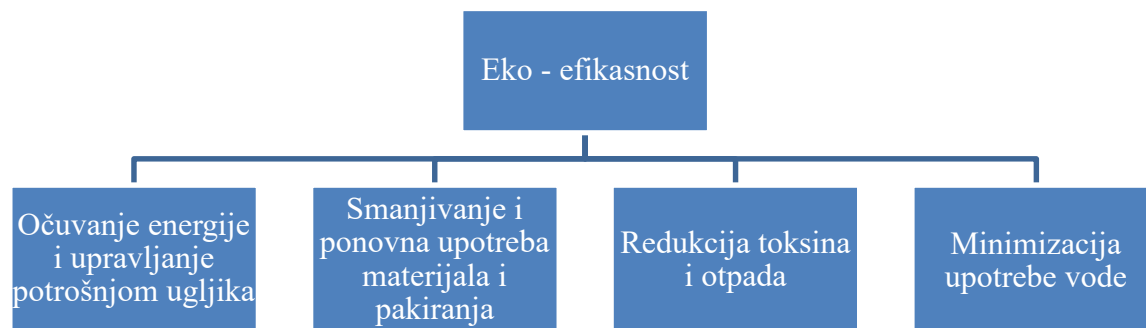 Eko - efikasnost
Očuvanje energije
i upravljanje
potrošnjom ugljika
Smanjivanje i
ponovna upotreba
materijala i
pakiranja
Redukcija toksina
i otpada
Minimizacija
upotrebe vode